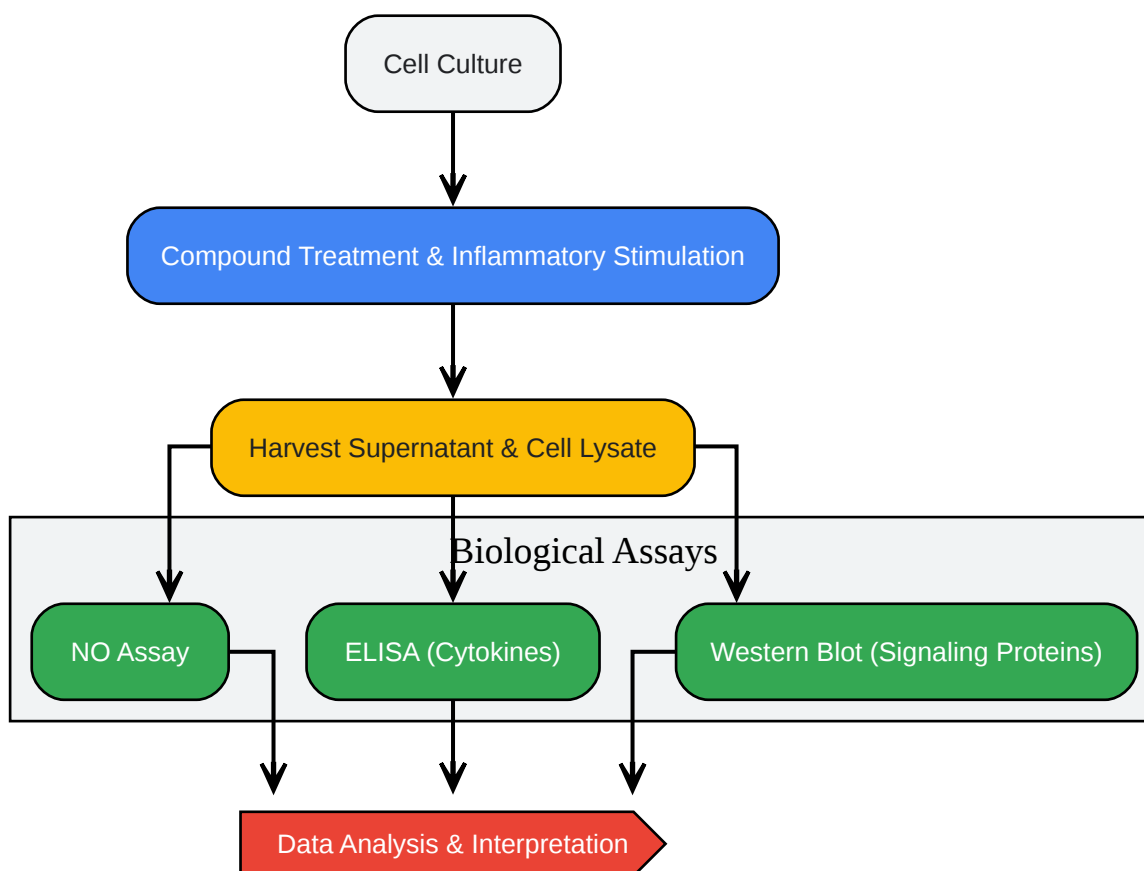 Cell Culture
Compound Treatment & Inflammatory Stimulation
Harvest Supernatant & Cell Lysate
Biological Assays
NO Assay
ELISA (Cytokines)
Western Blot (Signaling Proteins)
Data Analysis & Interpretation